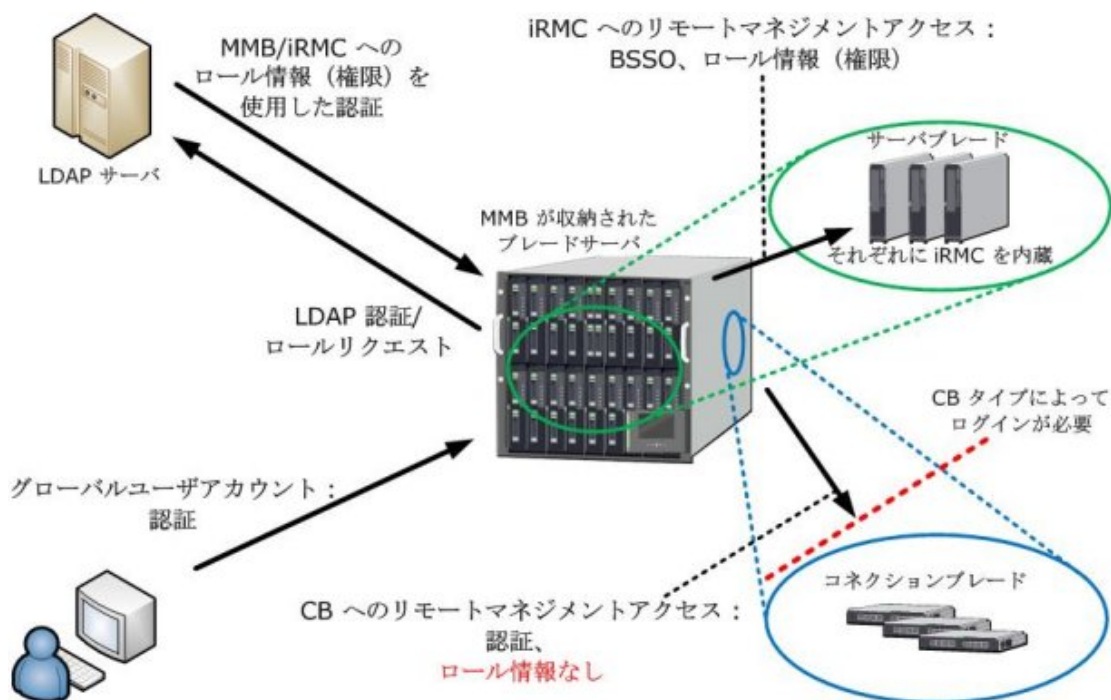 iRMC へのリモートマネジメントアクセス：
BSSO、ロール情報（権限）
MMB/iRMC への
ロール情報（権限）を
使用した認証
LDAP サーバ
サーバブレード
それぞれに iRMC を内蔵
MMB が収納された
ブレードサーバ
LDAP 認証/
ロールリクエスト
CB タイプによって
ログインが必要
グローバルユーザアカウント：
認証
コネクションブレード
CB へのリモートマネジメントアクセス：
認証、
ロール情報なし